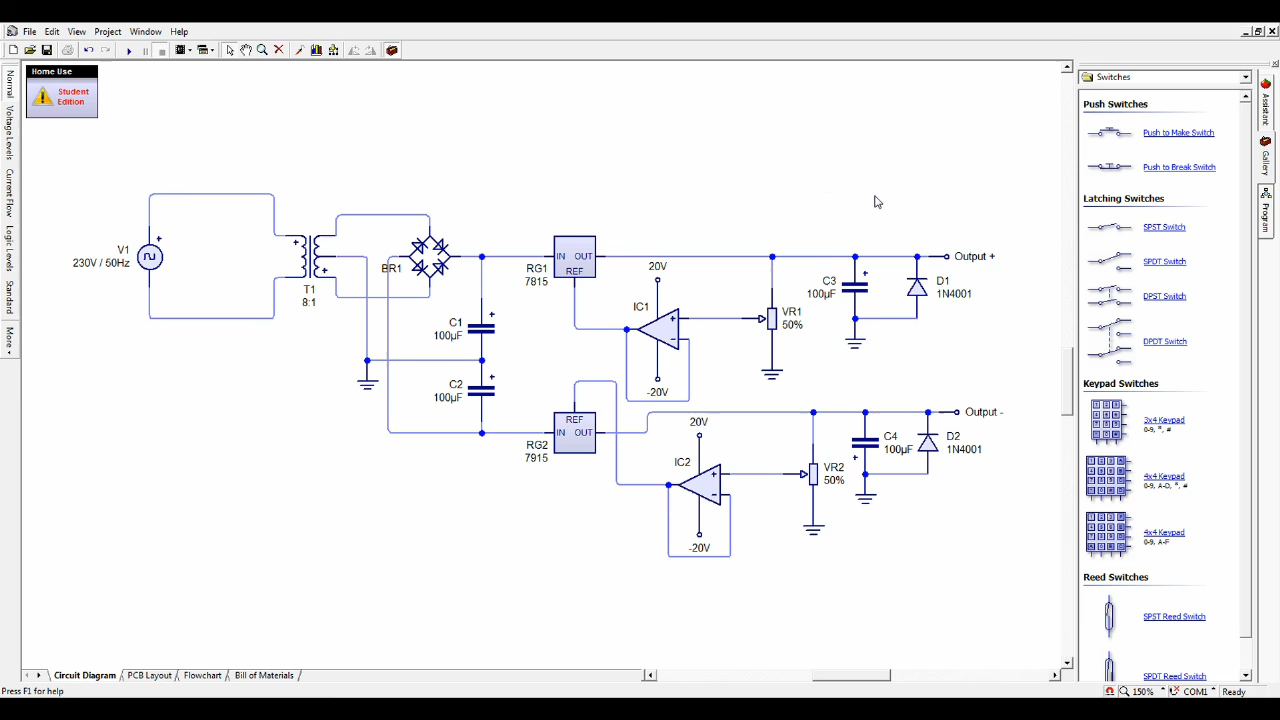 File Edit View Project Window Help
Home Use
Student
Edition
Normal
Voltage Levels
Current Flow
Logic Levels
Standard
More
V1
230V / 50Hz
T1
8:1
BR1
C1
100µF
C2
100µF
IN OUT
REF
RG1
7815
20V
IC1
-20V
VR1
50%
C3
100µF
D1
1N4001
Output +
REF
IN OUT
RG2
7915
20V
IC2
-20V
VR2
50%
C4
100µF
D2
1N4001
Output -
Switches
Push Switches
Push to Make Switch
Push to Break Switch
Latching Switches
SPST Switch
SPDT Switch
DPST Switch
DPDT Switch
Keypad Switches
3x4 Keypad
0-9, *, #
4x4 Keypad
0-9, A-D, *, #
4x4 Keypad
0-9, A-F
Reed Switches
SPST Reed Switch
SPDT Reed Switch
Assistant
Gallery
Program
Circuit Diagram PCB Layout Flowchart Bill of Materials
Press F1 for help
150% COM1 Ready